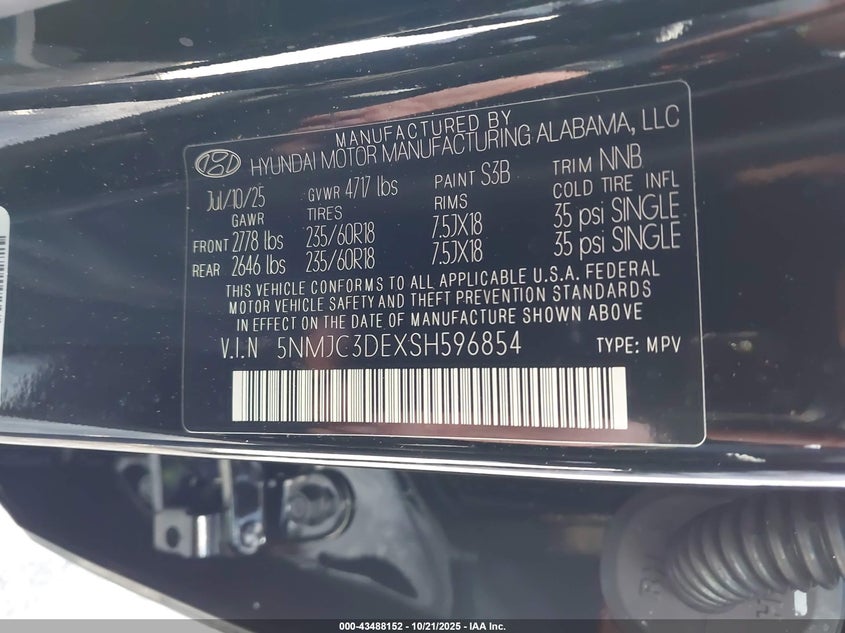 MANUFACTURED BY
HYUNDAI MOTOR MANUFACTURING ALABAMA, LLC
Jul/10/25 GVWR 4717 lbs PAINT S3B TRIM NNB
GAWR TIRES RIMS COLD TIRE INFL
FRONT 2778 lbs 235/60R18 7.5JX18 35 psi SINGLE
REAR 2646 lbs 235/60R18 7.5JX18 35 psi SINGLE
THIS VEHICLE CONFORMS TO ALL APPLICABLE U.S.A. FEDERAL
MOTOR VEHICLE SAFETY AND THEFT PREVENTION STANDARDS
IN EFFECT ON THE DATE OF MANUFACTURE SHOWN ABOVE
V.I.N 5NMJC3DEXSH596854 TYPE: MPV
000-43488152 - 10/21/2025 - IAA Inc.